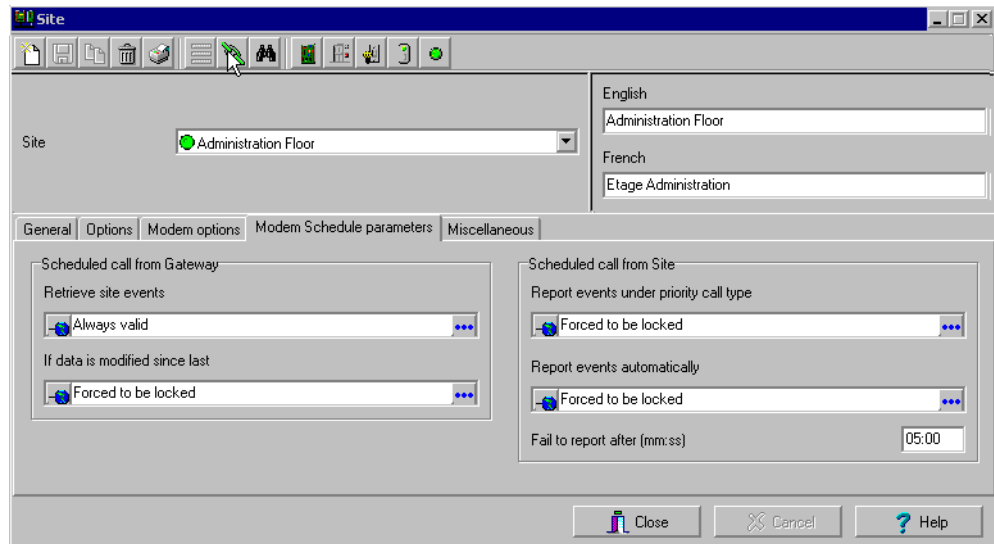 Site
English
Administration Floor
Site
Administration Floor
French
Etage Administration
General
Options
Modem options
Modem Schedule parameters
Miscellaneous
Scheduled call from Gateway
Retrieve site events
Always valid
If data is modified since last
Forced to be locked
Scheduled call from Site
Report events under priority call type
Forced to be locked
Report events automatically
Forced to be locked
Fail to report after (mm:ss)
05:00
Close
Cancel
Help